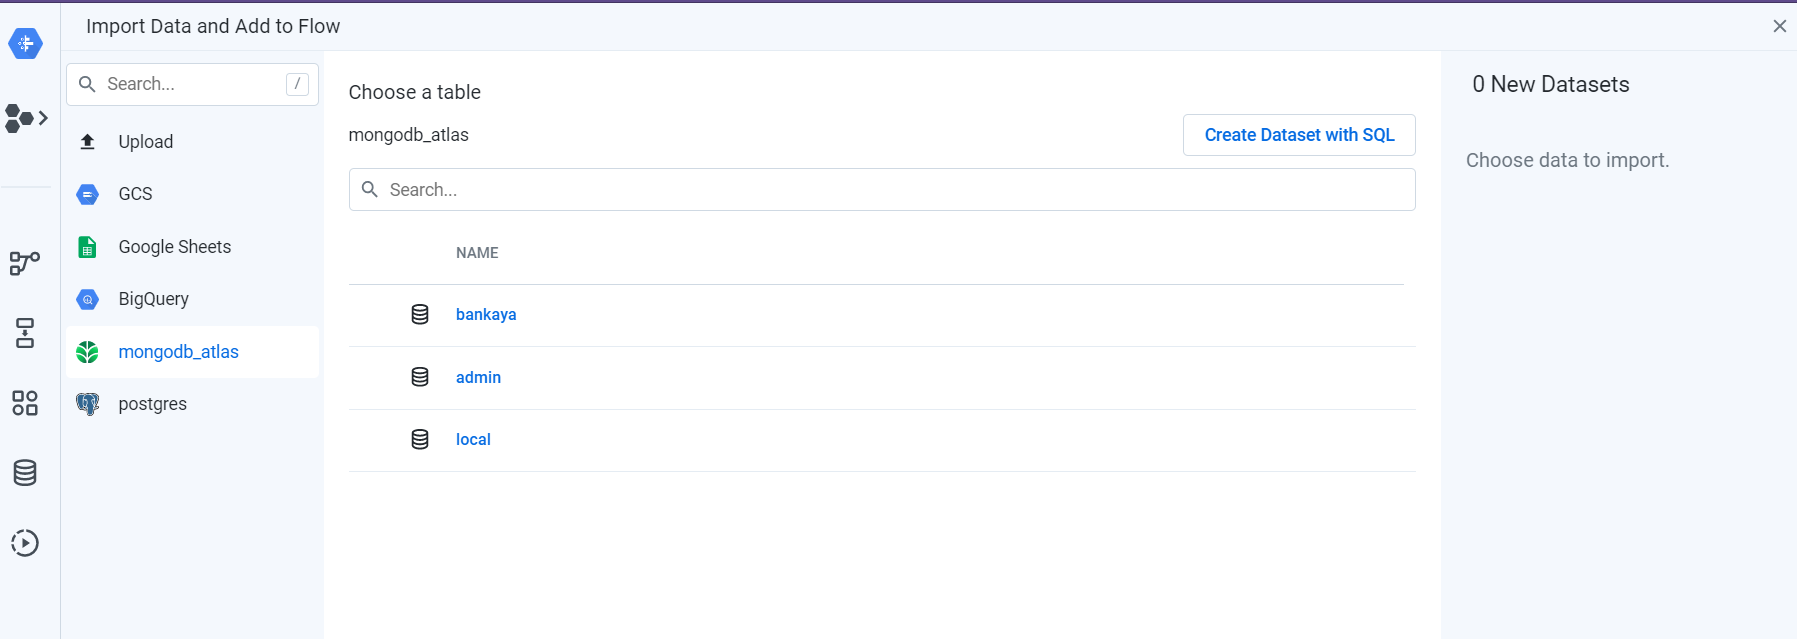 Import Data and Add to Flow
Search...
/
Upload
GCS
Google Sheets
BigQuery
mongodb_atlas
postgres
Choose a table
mongodb_atlas
Create Dataset with SQL
Search...
NAME
bankaya
admin
local
0 New Datasets
Choose data to import.